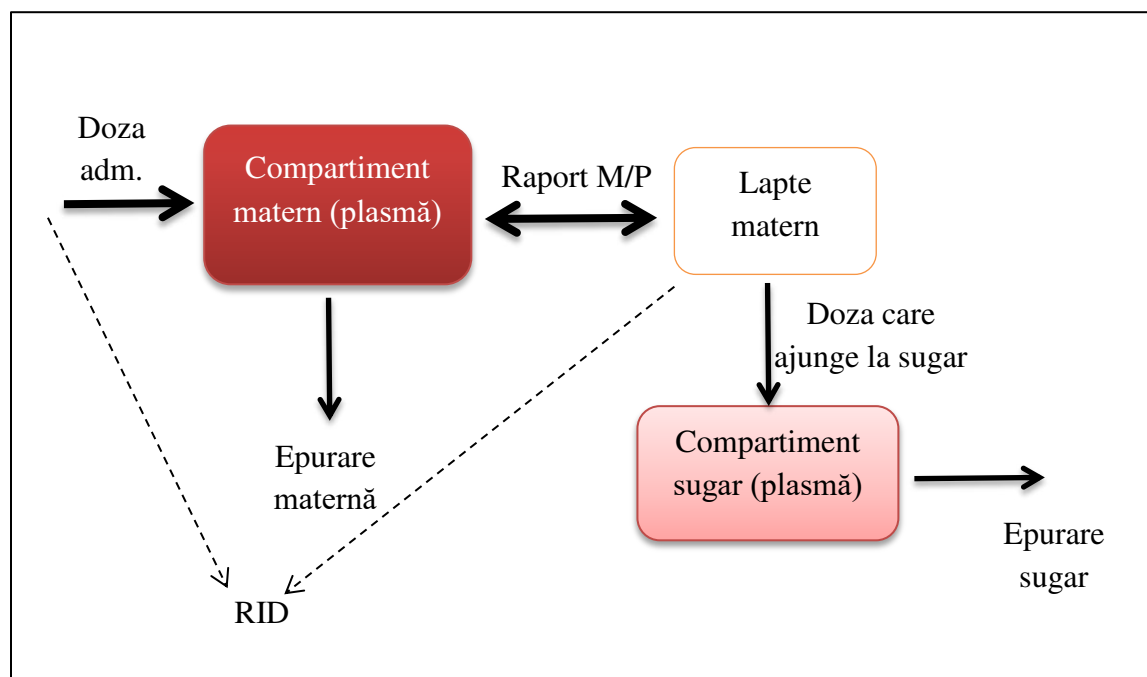 Doza
adm.
Compartiment
matern (plasmă)
Raport M/P
Lapte
matern
Doza care
ajunge la sugar
Epurare
maternă
Compartiment
sugar (plasmă)
Epurare
sugar
RID